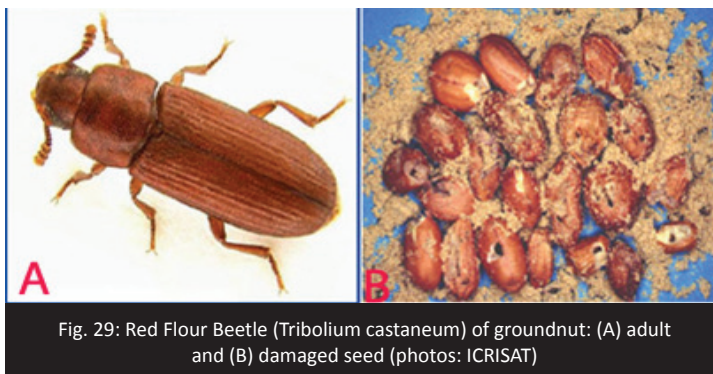 A
B
Fig. 29: Red Flour Beetle (Tribolium castaneum) of groundnut: (A) adult
and (B) damaged seed (photos: ICRISAT)